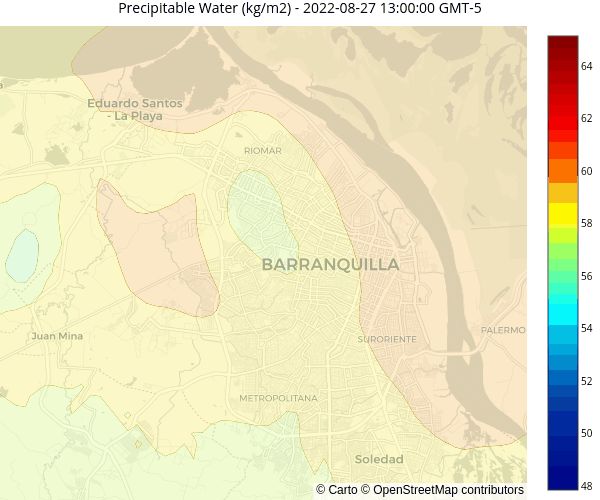 Precipitable Water (kg/m2) - 2022-08-27 13:00:00 GMT-5
Eduardo Santos
- La Playa
RIOMAR
BARRANQUILLA
Juan Mina
SURORIENTE
PALERMO
METROPOLITANA
Soledad
© Carto © OpenStreetMap contributors
64
62
60
58
56
54
52
50
48